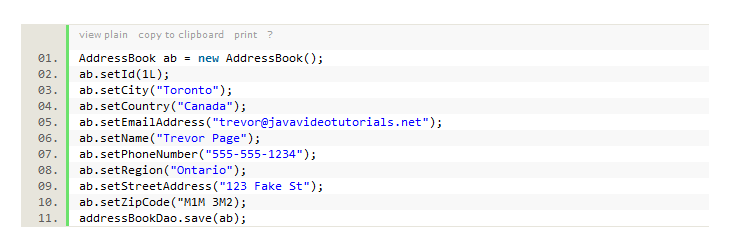 view plain copy to clipboard print ?
01. AddressBook ab = new AddressBook();
02. ab.setId(1L);
03. ab.setCity("Toronto");
04. ab.setCountry("Canada");
05. ab.setEmailAddress("trevor@javavideotutorials.net");
06. ab.setName("Trevor Page");
07. ab.setPhoneNumber("555-555-1234");
08. ab.setRegion("Ontario");
09. ab.setStreetAddress("123 Fake St");
10. ab.setZipCode("M1M 3M2);
11. addressBookDao.save(ab);